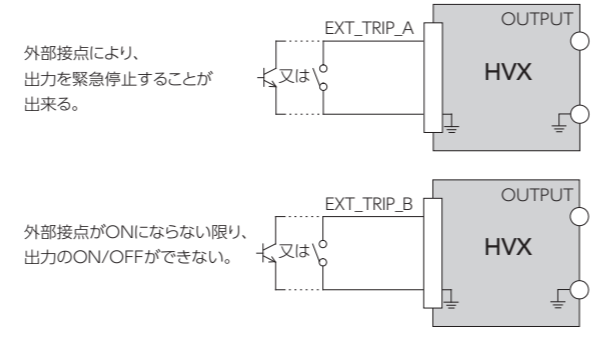 外部接点により、
出力を緊急停止することが
出来る。
又は
EXT_TRIP_A
OUTPUT
HVX
外部接点がONにならない限り、
出力のON/OFFができない。
又は
EXT_TRIP_B
OUTPUT
HVX